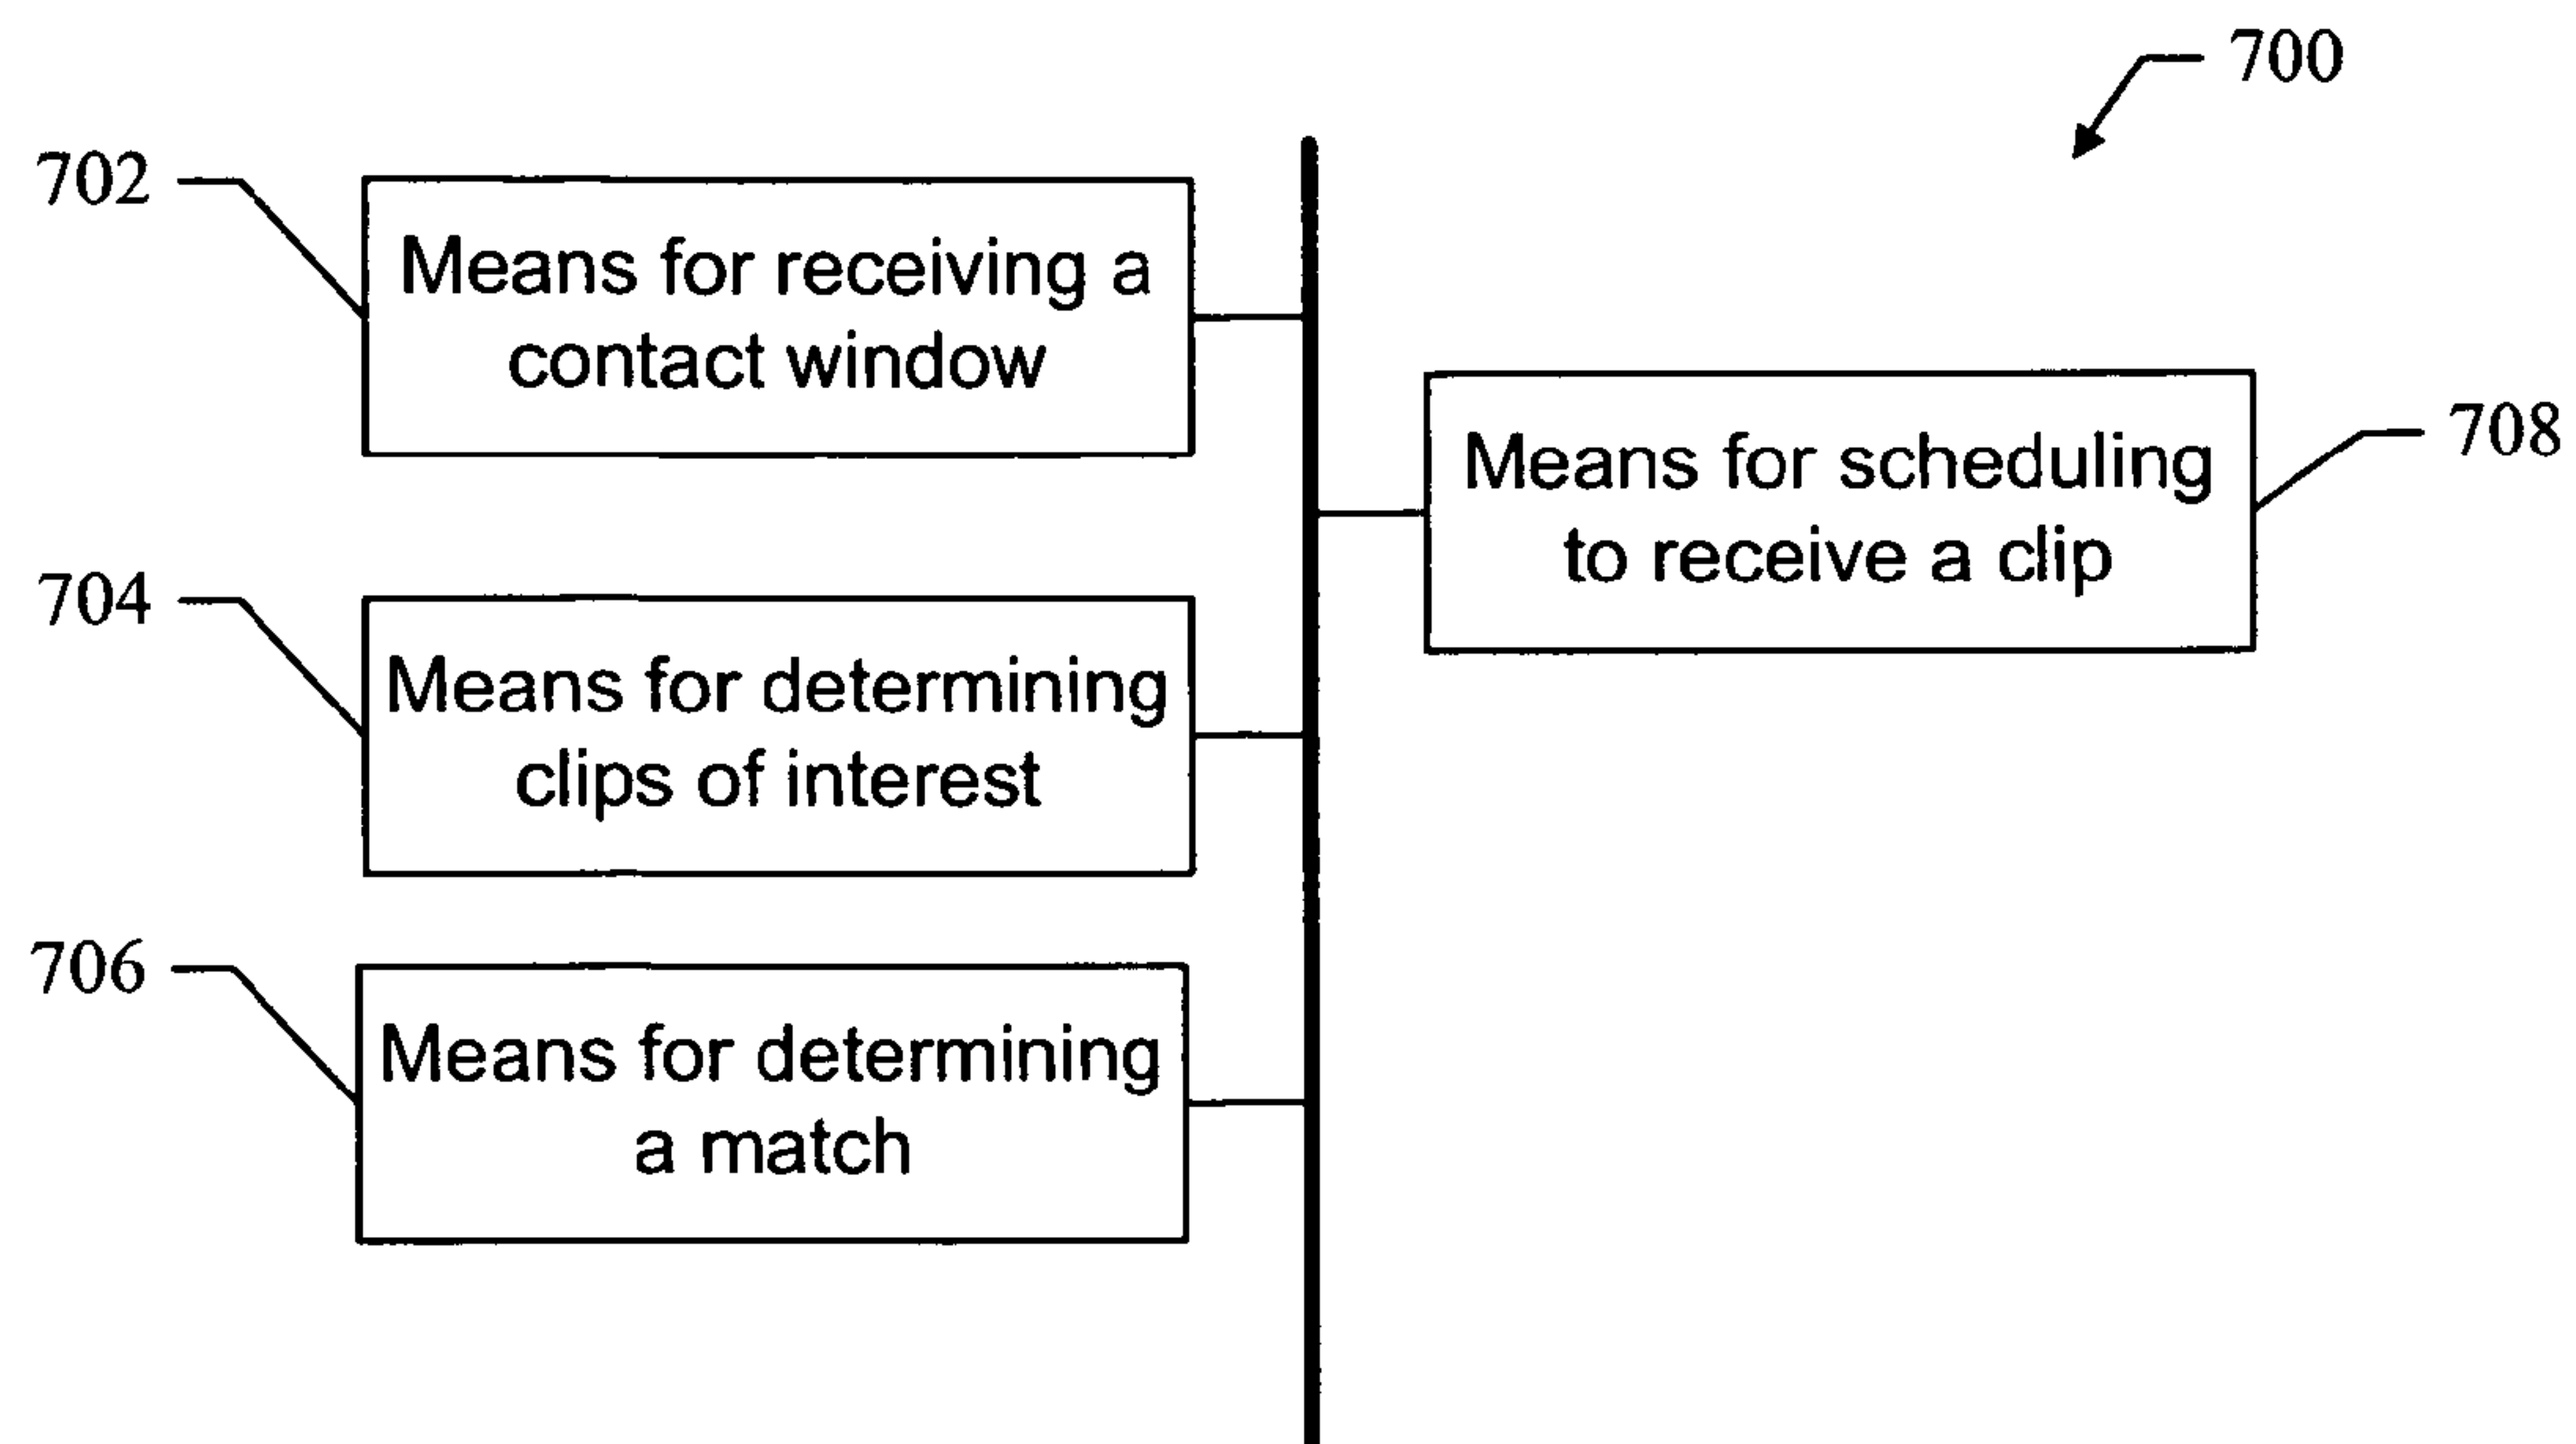 700
702
Means for receiving a
contact window
708
Means for scheduling
to receive a clip
704
Means for determining
clips of interest
706
Means for determining
a match